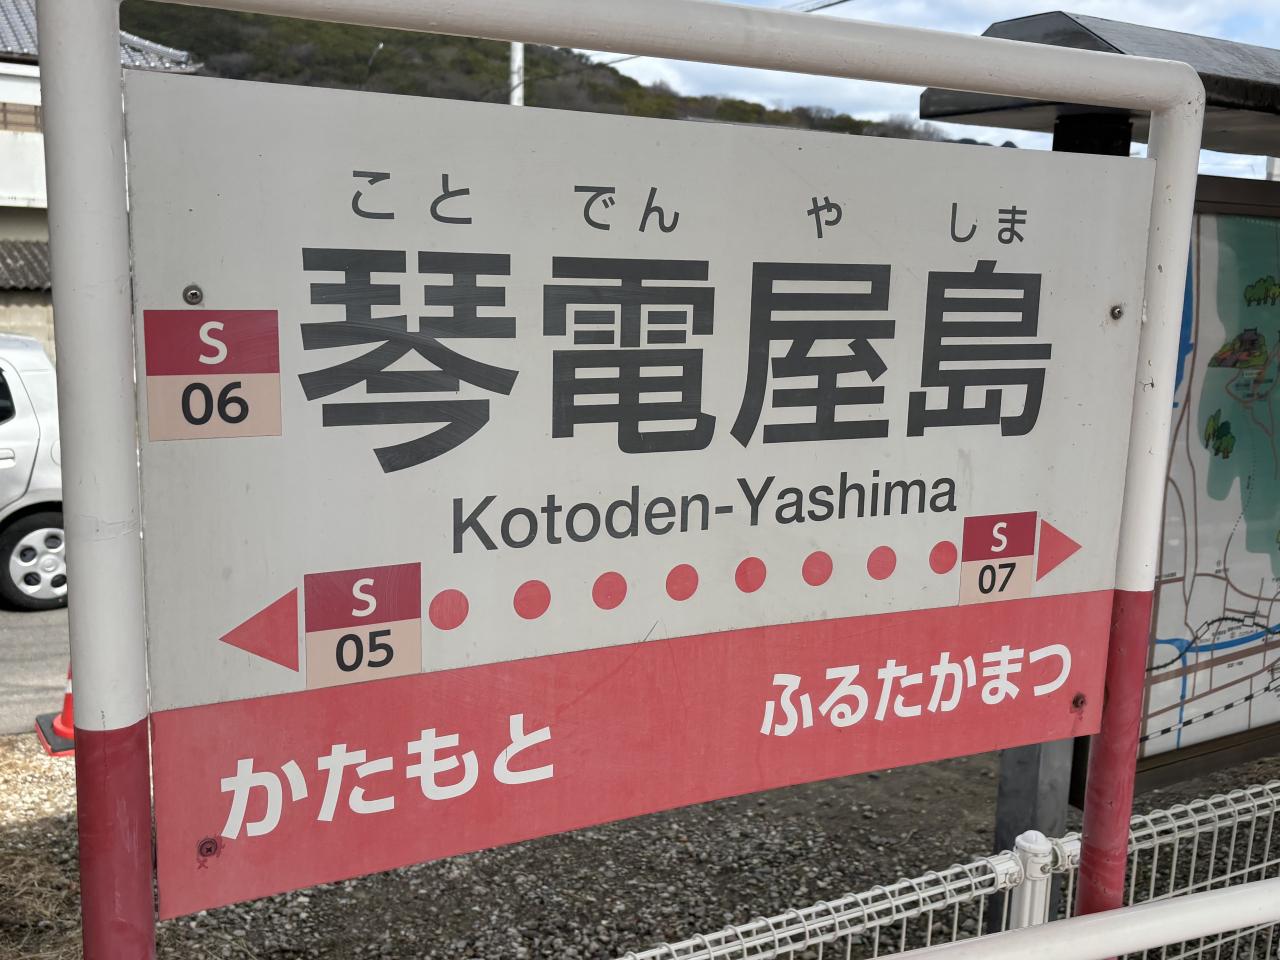 こと でん や しま
琴電屋島
S
06
Kotoden-Yashima
S
05
S
07
かたもと
ふるたかまつ